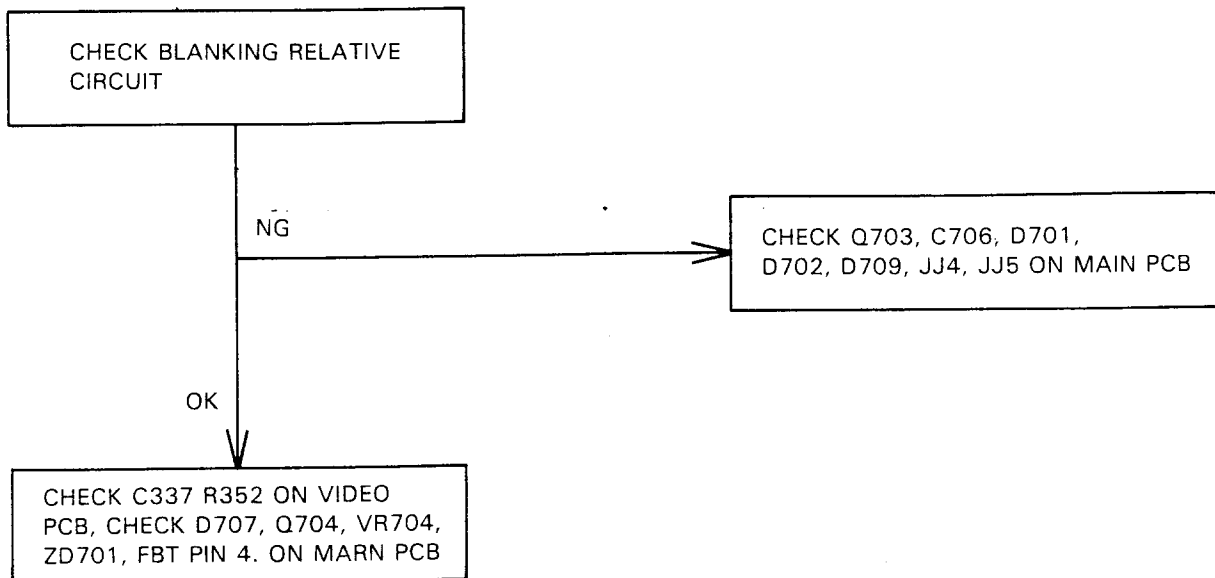 CHECK BLANKING RELATIVE
CIRCUIT
NG
CHECK Q703, C706, D701,
D702, D709, JJ4, JJ5 ON MAIN PCB
OK
CHECK C337 R352 ON VIDEO
PCB, CHECK D707, Q704, VR704,
ZD701, FBT PIN 4. ON MARN PCB